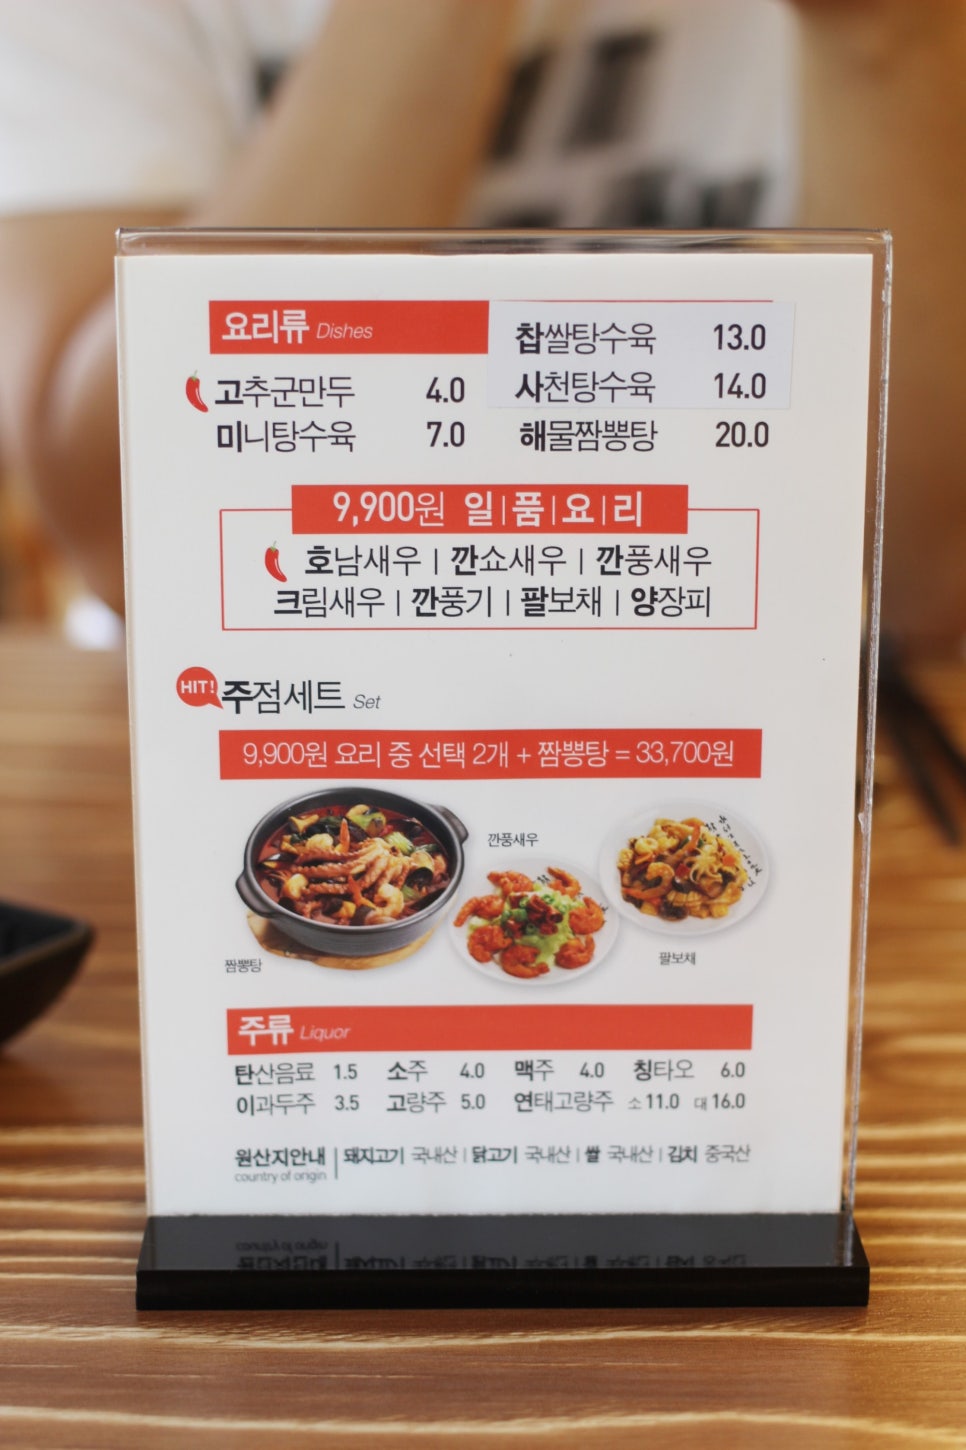 요리류 Dishes
찹쌀탕수육 13.0
고추군만두 4.0
사천탕수육 14.0
미니탕수육 7.0
해물짬뽕탕 20.0
9,900원 일|품|요|리
호남새우 | 깐쇼새우 | 깐풍새우
크림새우 | 깐풍기 | 팔보채 | 양장피
HIT! 주점세트 Set
9,900원 요리 중 선택 2개 + 짬뽕탕 = 33,700원
깐풍새우
팔보채
짬뽕탕
주류 Liquor
탄산음료 1.5 소주 4.0 맥주 4.0 칭타오 6.0
이과두주 3.5 고량주 5.0 연태고량주 소 11.0 대 16.0
원산지안내 | 돼지고기 국내산 | 닭고기 국내산 | 쌀 국내산 | 김치 중국산
country of origin